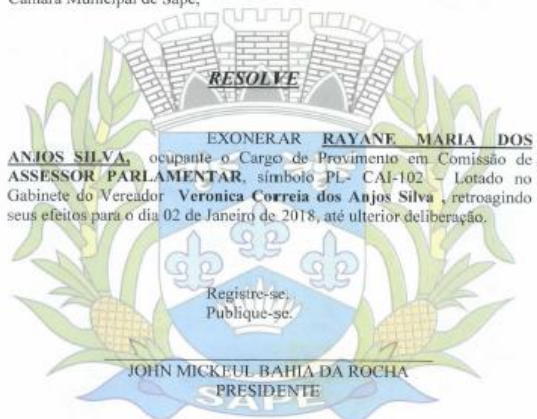 Câmara Municipal de Sapé,
RESOLVE
EXONERAR RAYANE MARIA DOS
ANJOS SILVA, ocupante o Cargo de Provimento em Comissão de
ASSESSOR PARLAMENTAR, símbolo PL- CAI-102 – Lotado no
Gabinete do Vereador Veronica Correia dos Anjos Silva , retroagindo
seus efeitos para o dia 02 de Janeiro de 2018, até ulterior deliberação.
Registre-se.
Publique-se.
JOHN MICKEUL BAHIA DA ROCHA
PRESIDENTE
SAPÉ